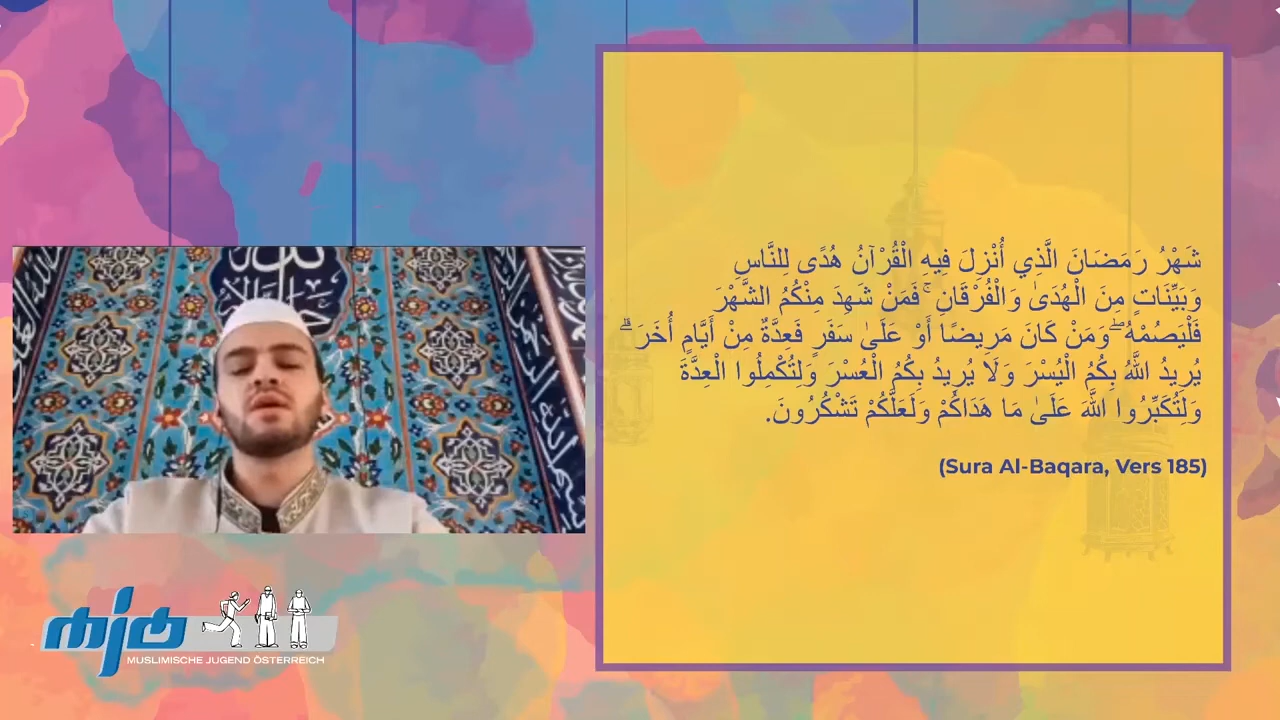 شَهْرُ رَمَضَانَ الَّذِي أُنْزِلَ فِيهِ الْقُرْآنُ هُدًى لِلنَّاسِ
وَبَيِّنَاتٍ مِنَ الْهُدَىٰ وَالْفُرْقَانِ ۚ فَمَنْ شَهِدَ مِنْكُمُ الشَّهْرَ
فَلْيَصُمْهُ ۖ وَمَنْ كَانَ مَرِيضًا أَوْ عَلَىٰ سَفَرٍ فَعِدَّةٌ مِنْ أَيَّامٍ أُخَرَ ۗ
يُرِيدُ اللَّهُ بِكُمُ الْيُسْرَ وَلَا يُرِيدُ بِكُمُ الْعُسْرَ وَلِتُكْمِلُوا الْعِدَّةَ
وَلِتُكَبِّرُوا اللَّهَ عَلَىٰ مَا هَدَاكُمْ وَلَعَلَّكُمْ تَشْكُرُونَ.
(Sura Al-Baqara, Vers 185)
mjö
MUSLIMISCHE JUGEND ÖSTERREICH